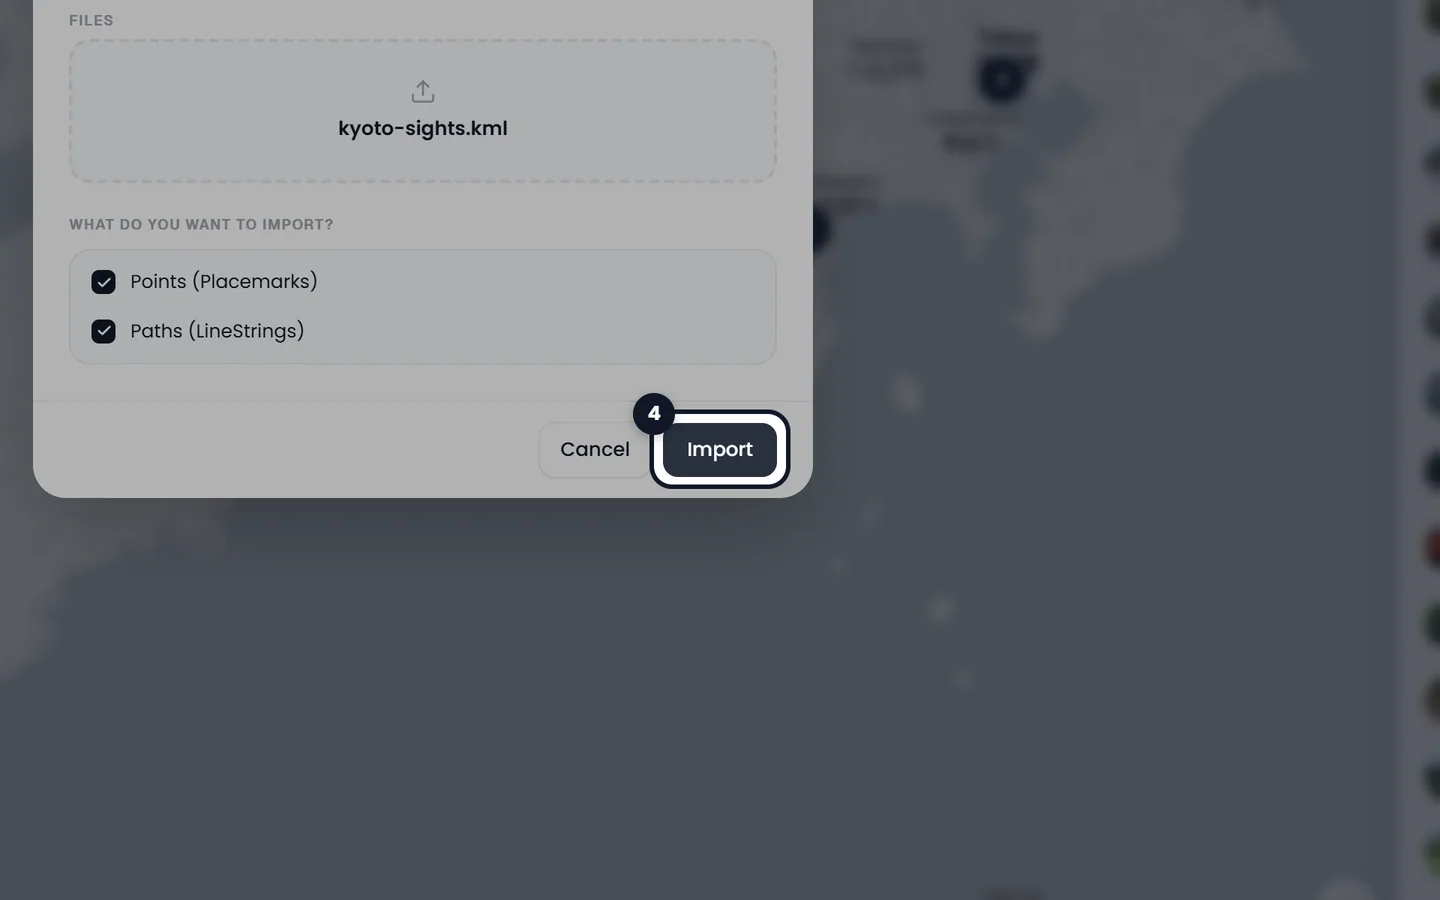 FILES
kyoto-sights.kml
WHAT DO YOU WANT TO IMPORT?
Points (Placemarks)
Paths (LineStrings)
4
Cancel
Import